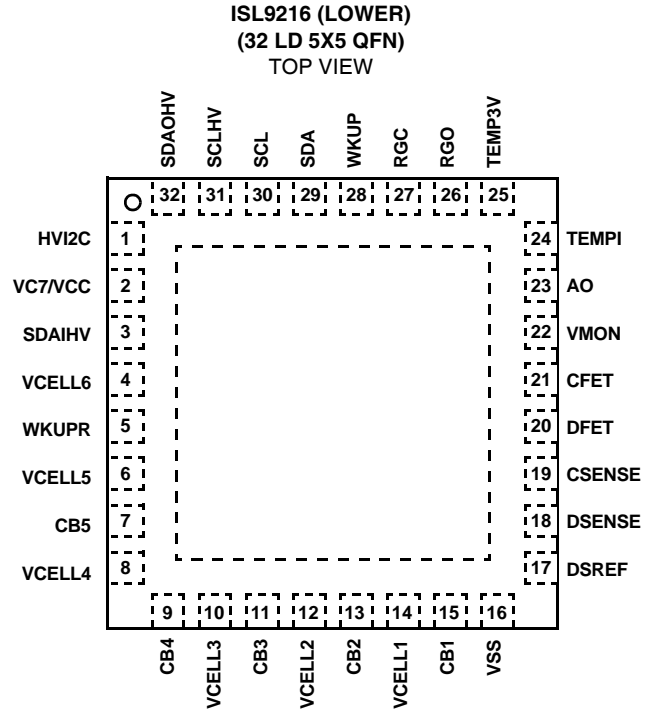 ISL9216 (LOWER)
(32 LD 5X5 QFN)
TOP VIEW
SDAOHV
SCLHV
SCL
SDA
WKUP
RGC
RGO
TEMP3V
32
31
30
29
28
27
26
25
HVI2C 1
24 TEMPI
VC7/VCC 2
23 AO
SDAIHV 3
22 VMON
VCELL6 4
21 CFET
WKUPR 5
20 DFET
VCELL5 6
19 CSENSE
CB5 7
18 DSENSE
VCELL4 8
17 DSREF
9
10
11
12
13
14
15
16
CB4
VCELL3
CB3
VCELL2
CB2
VCELL1
CB1
VSS